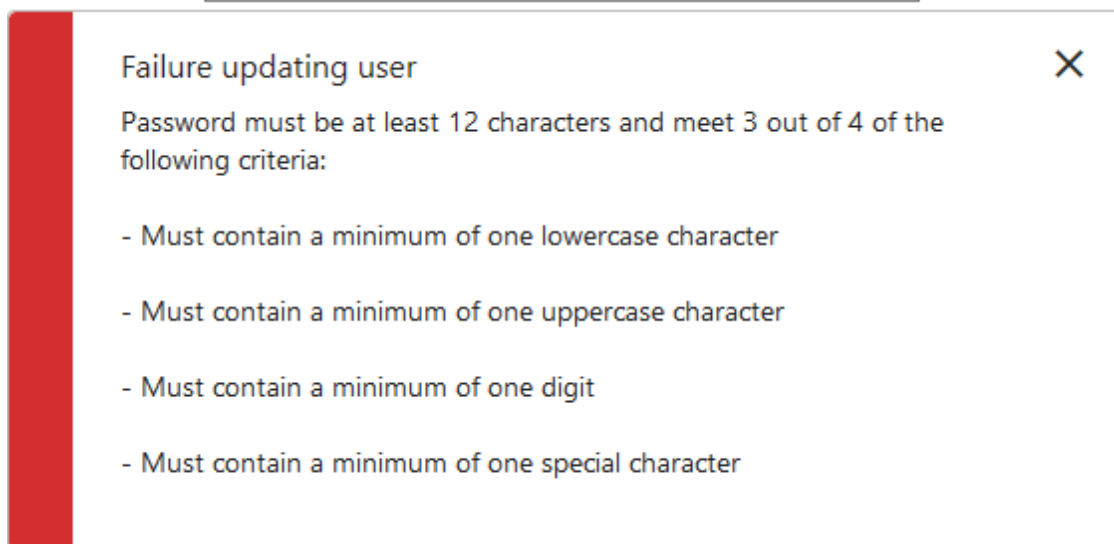 Failure updating user
Password must be at least 12 characters and meet 3 out of 4 of the
following criteria:
- Must contain a minimum of one lowercase character
- Must contain a minimum of one uppercase character
- Must contain a minimum of one digit
- Must contain a minimum of one special character